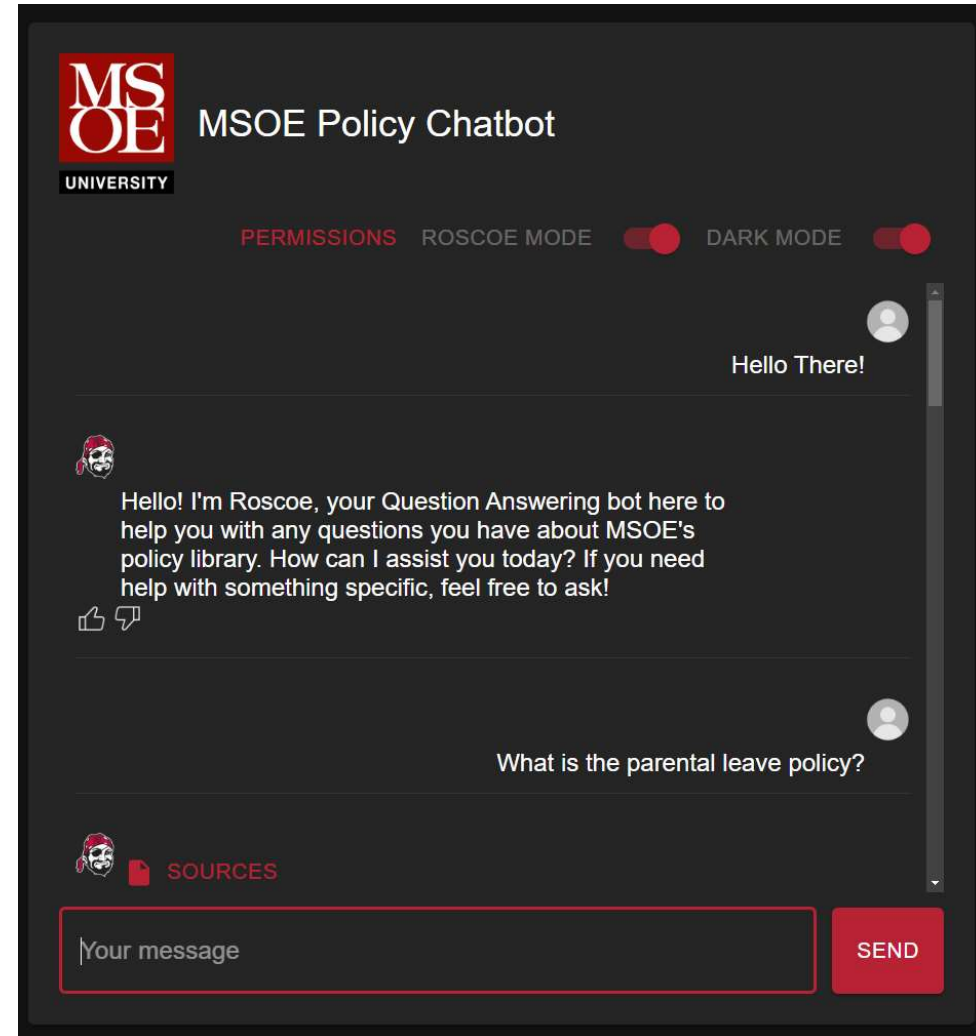 MS
OE
UNIVERSITY
MSOE Policy Chatbot
PERMISSIONS ROSCOE MODE DARK MODE
Hello There!
Hello! I'm Roscoe, your Question Answering bot here to
help you with any questions you have about MSOE's
policy library. How can I assist you today? If you need
help with something specific, feel free to ask!
What is the parental leave policy?
SOURCES
Your message
SEND